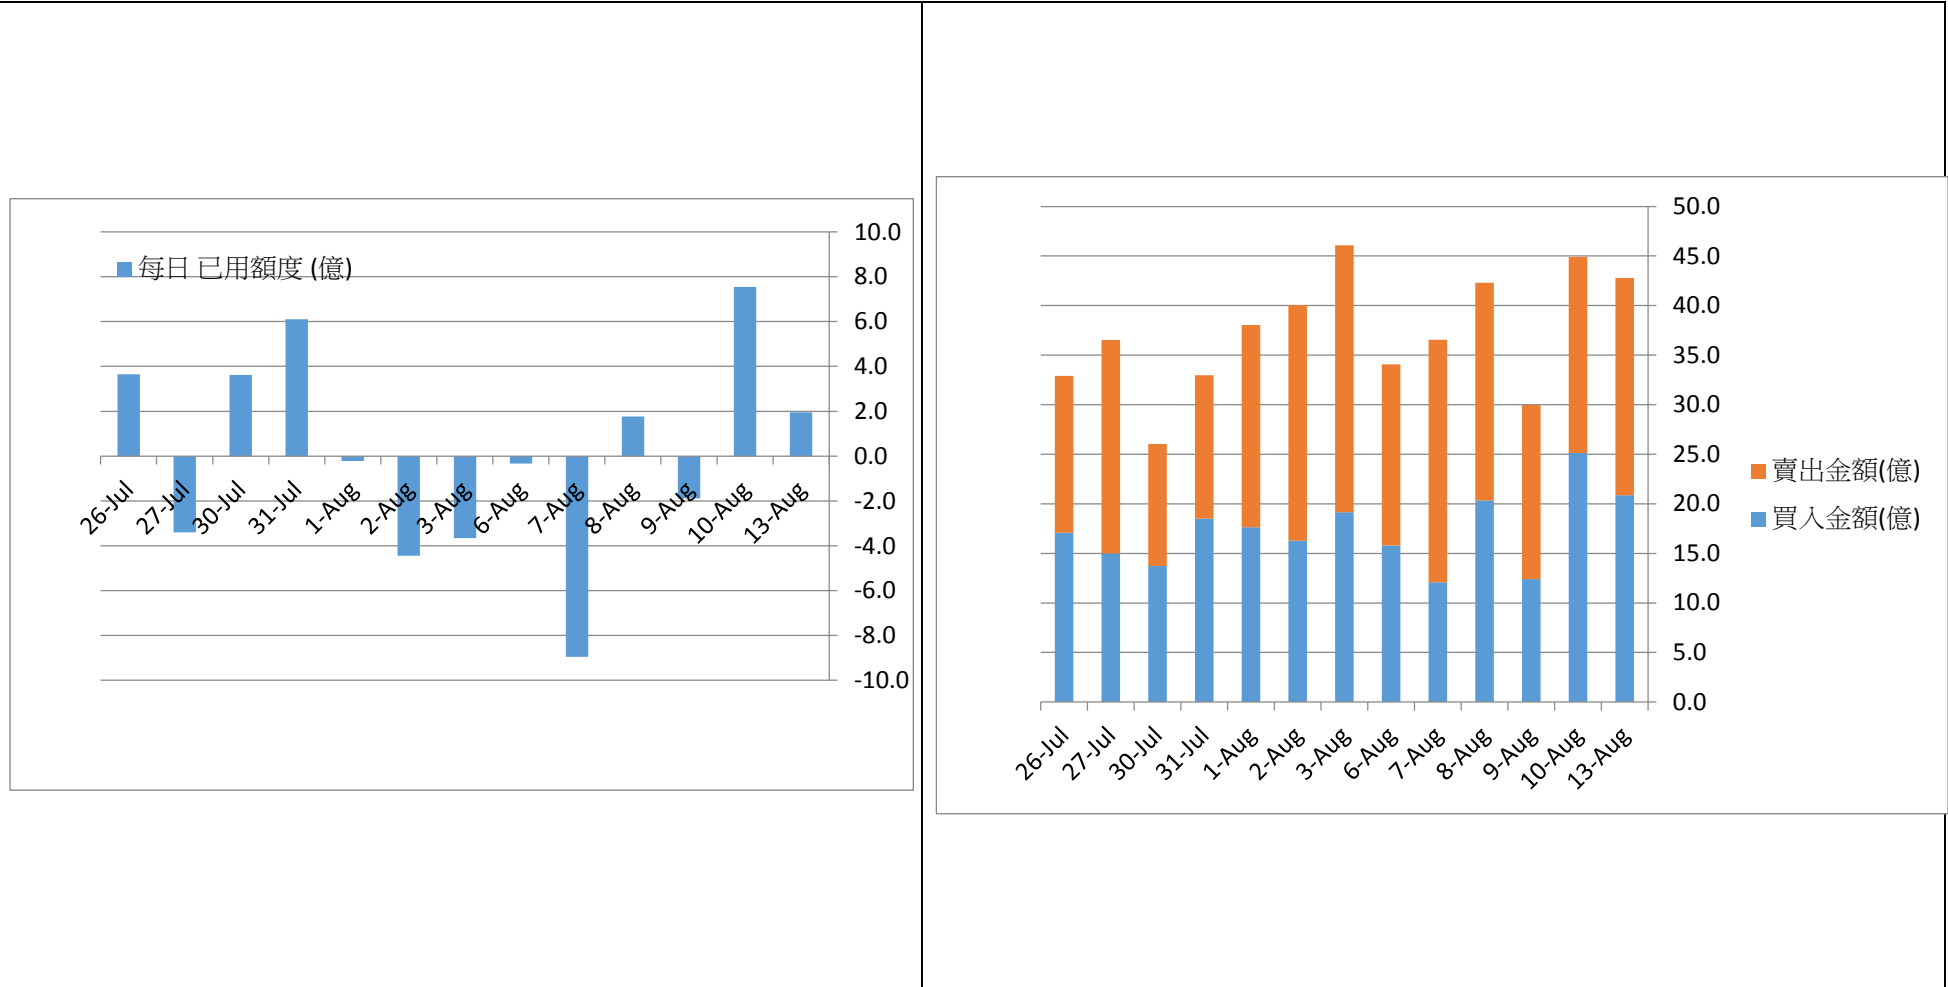 每日 已用額度 (億)
10.0
8.0
6.0
4.0
2.0
0.0
-2.0
-4.0
-6.0
-8.0
-10.0
26-Jul
27-Jul
30-Jul
31-Jul
1-Aug
2-Aug
3-Aug
6-Aug
7-Aug
8-Aug
9-Aug
10-Aug
13-Aug
50.0
45.0
40.0
35.0
30.0
25.0
20.0
15.0
10.0
5.0
0.0
26-Jul
27-Jul
30-Jul
31-Jul
1-Aug
2-Aug
3-Aug
6-Aug
7-Aug
8-Aug
9-Aug
10-Aug
13-Aug
賣出金額(億)
買入金額(億)